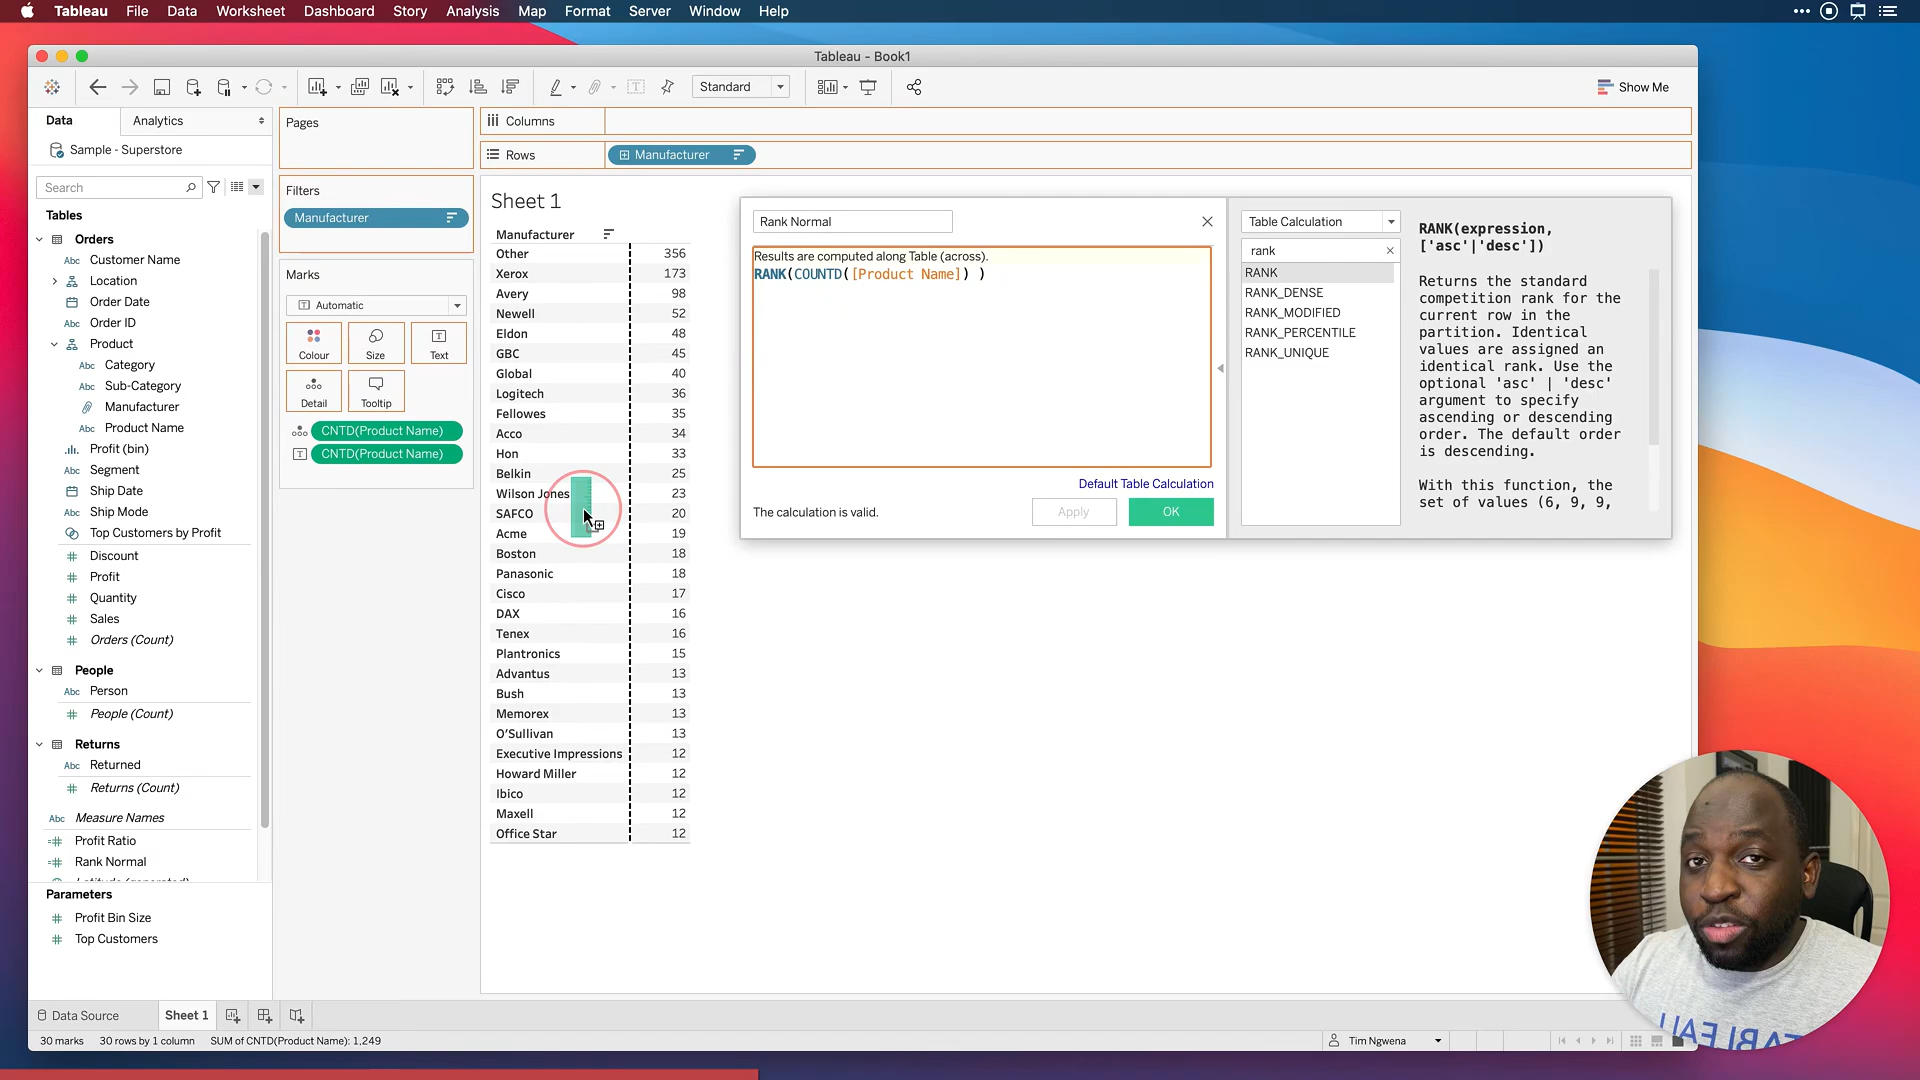 Tableau File Data Worksheet Dashboard Story Analysis Map Format Server Window Help
Tableau - Book1
Standard
Show Me
Data Analytics
Sample - Superstore
Search
Tables
Orders
Abc Customer Name
Location
Order Date
Abc Order ID
Product
Abc Category
Abc Sub-Category
Manufacturer
Abc Product Name
Profit (bin)
Abc Segment
Ship Date
Abc Ship Mode
Top Customers by Profit
# Discount
# Profit
# Quantity
# Sales
# Orders (Count)
People
Abc Person
# People (Count)
Returns
Abc Returned
# Returns (Count)
Abc Measure Names
=# Profit Ratio
=# Rank Normal
Latitude (generated)
Parameters
# Profit Bin Size
# Top Customers
Pages
Filters
Manufacturer
Marks
Automatic
Colour Size Text
Detail Tooltip
CNTD(Product Name)
CNTD(Product Name)
Columns
Rows Manufacturer
Sheet 1
Manufacturer
Other 356
Xerox 173
Avery 98
Newell 52
Eldon 48
GBC 45
Global 40
Logitech 36
Fellowes 35
Acco 34
Hon 33
Belkin 25
Wilson Jones 23
SAFCO 20
Acme 19
Boston 18
Panasonic 18
Cisco 17
DAX 16
Tenex 16
Plantronics 15
Advantus 13
Bush 13
Memorex 13
O'Sullivan 13
Executive Impressions 12
Howard Miller 12
Ibico 12
Maxell 12
Office Star 12
Rank Normal
Results are computed along Table (across).
RANK(COUNTD([Product Name]) )
Default Table Calculation
The calculation is valid.
Apply OK
Table Calculation
rank
RANK
RANK_DENSE
RANK_MODIFIED
RANK_PERCENTILE
RANK_UNIQUE
RANK(expression,
['asc'|'desc'])
Returns the standard
competition rank for the
current row in the
partition. Identical
values are assigned an
identical rank. Use the
optional 'asc' | 'desc'
argument to specify
ascending or descending
order. The default order
is descending.
With this function, the
set of values (6, 9, 9,
TABLEAU
Data Source Sheet 1
30 marks 30 rows by 1 column SUM of CNTD(Product Name): 1,249
Tim Ngwena